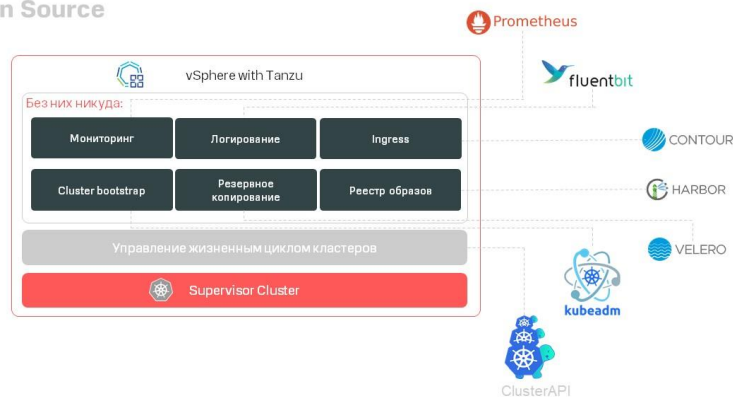 n Source
Prometheus
vSphere with Tanzu
fluentbit
Без них никуда:
Мониторинг
Логирование
Ingress
CONTOUR
Cluster bootstrap
Резервное
копирование
Реестр образов
HARBOR
Управление жизненным циклом кластеров
VELERO
Supervisor Cluster
kubeadm
ClusterAPI